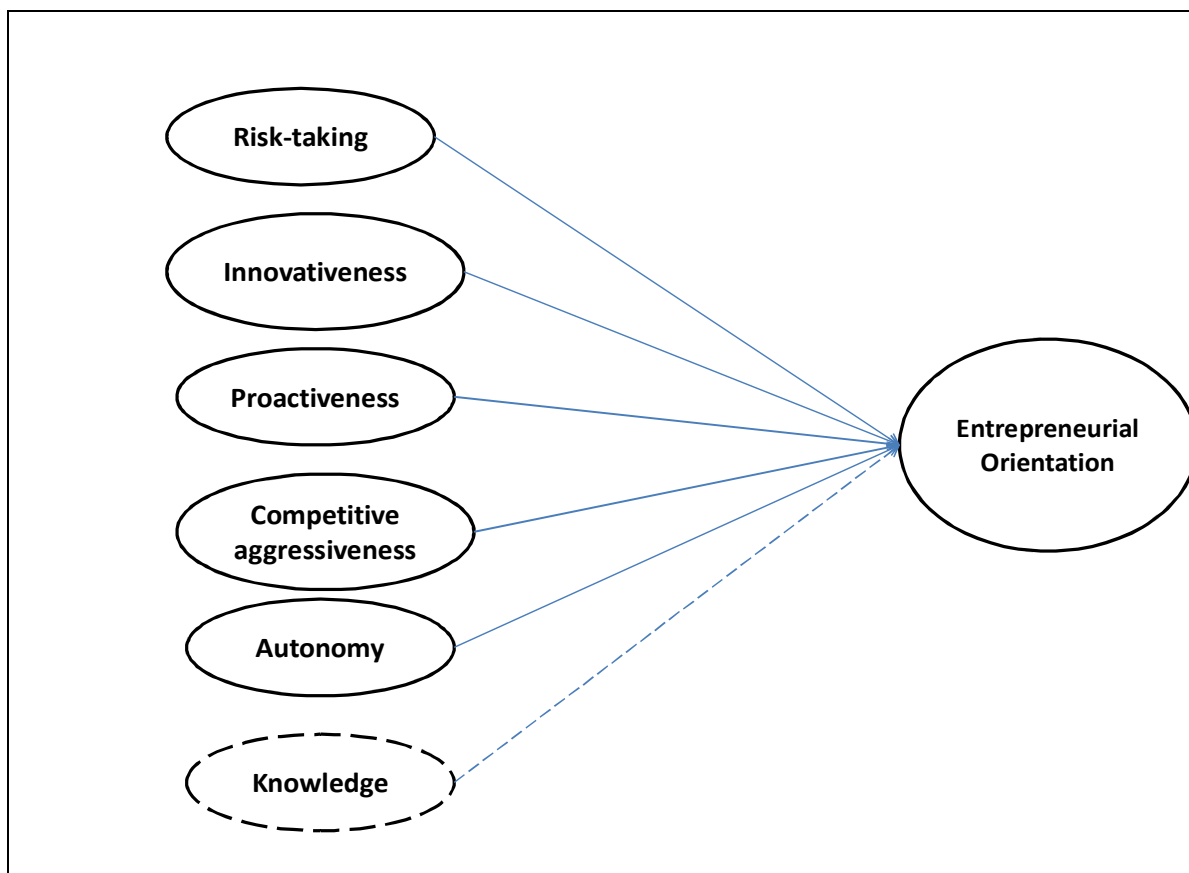 Risk-taking
Innovativeness
Proactiveness
Competitive
aggressiveness
Autonomy
Knowledge
Entrepreneurial
Orientation